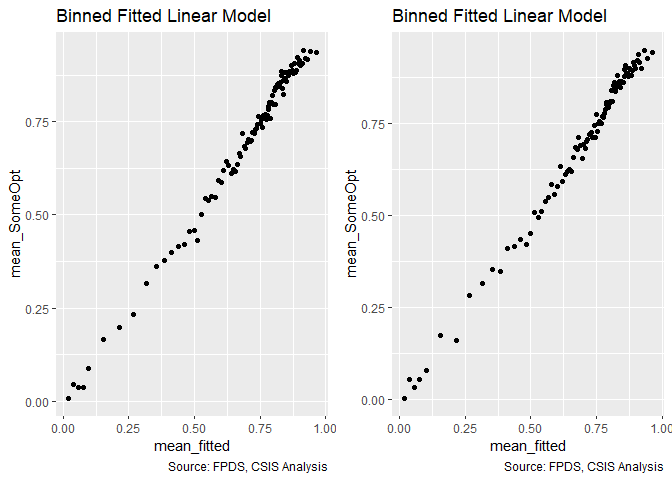 Binned Fitted Linear Model
mean_SomeOpt
0.75
0.50
0.25
0.00
0.00 0.25 0.50 0.75 1.00
mean_fitted
Source: FPDS, CSIS Analysis
Binned Fitted Linear Model
mean_SomeOpt
0.75
0.50
0.25
0.00
0.00 0.25 0.50 0.75 1.00
mean_fitted
Source: FPDS, CSIS Analysis